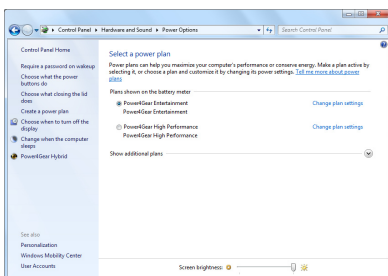 Control Panel ▸ Hardware and Sound ▸ Power Options
Search Control Panel
Control Panel Home
Require a password on wakeup
Choose what the power
buttons do
Choose what closing the lid
does
Create a power plan
Choose when to turn off the
display
Change when the computer
sleeps
Power4Gear Hybrid
See also
Personalization
Windows Mobility Center
User Accounts
Select a power plan
Power plans can help you maximize your computer's performance or conserve energy. Make a plan active by
selecting it, or choose a plan and customize it by changing its power settings. Tell me more about power
plans
Plans shown on the battery meter
Power4Gear Entertainment Change plan settings
Power4Gear Entertainment
Power4Gear High Performance Change plan settings
Power4Gear High Performance
Show additional plans
Screen brightness: